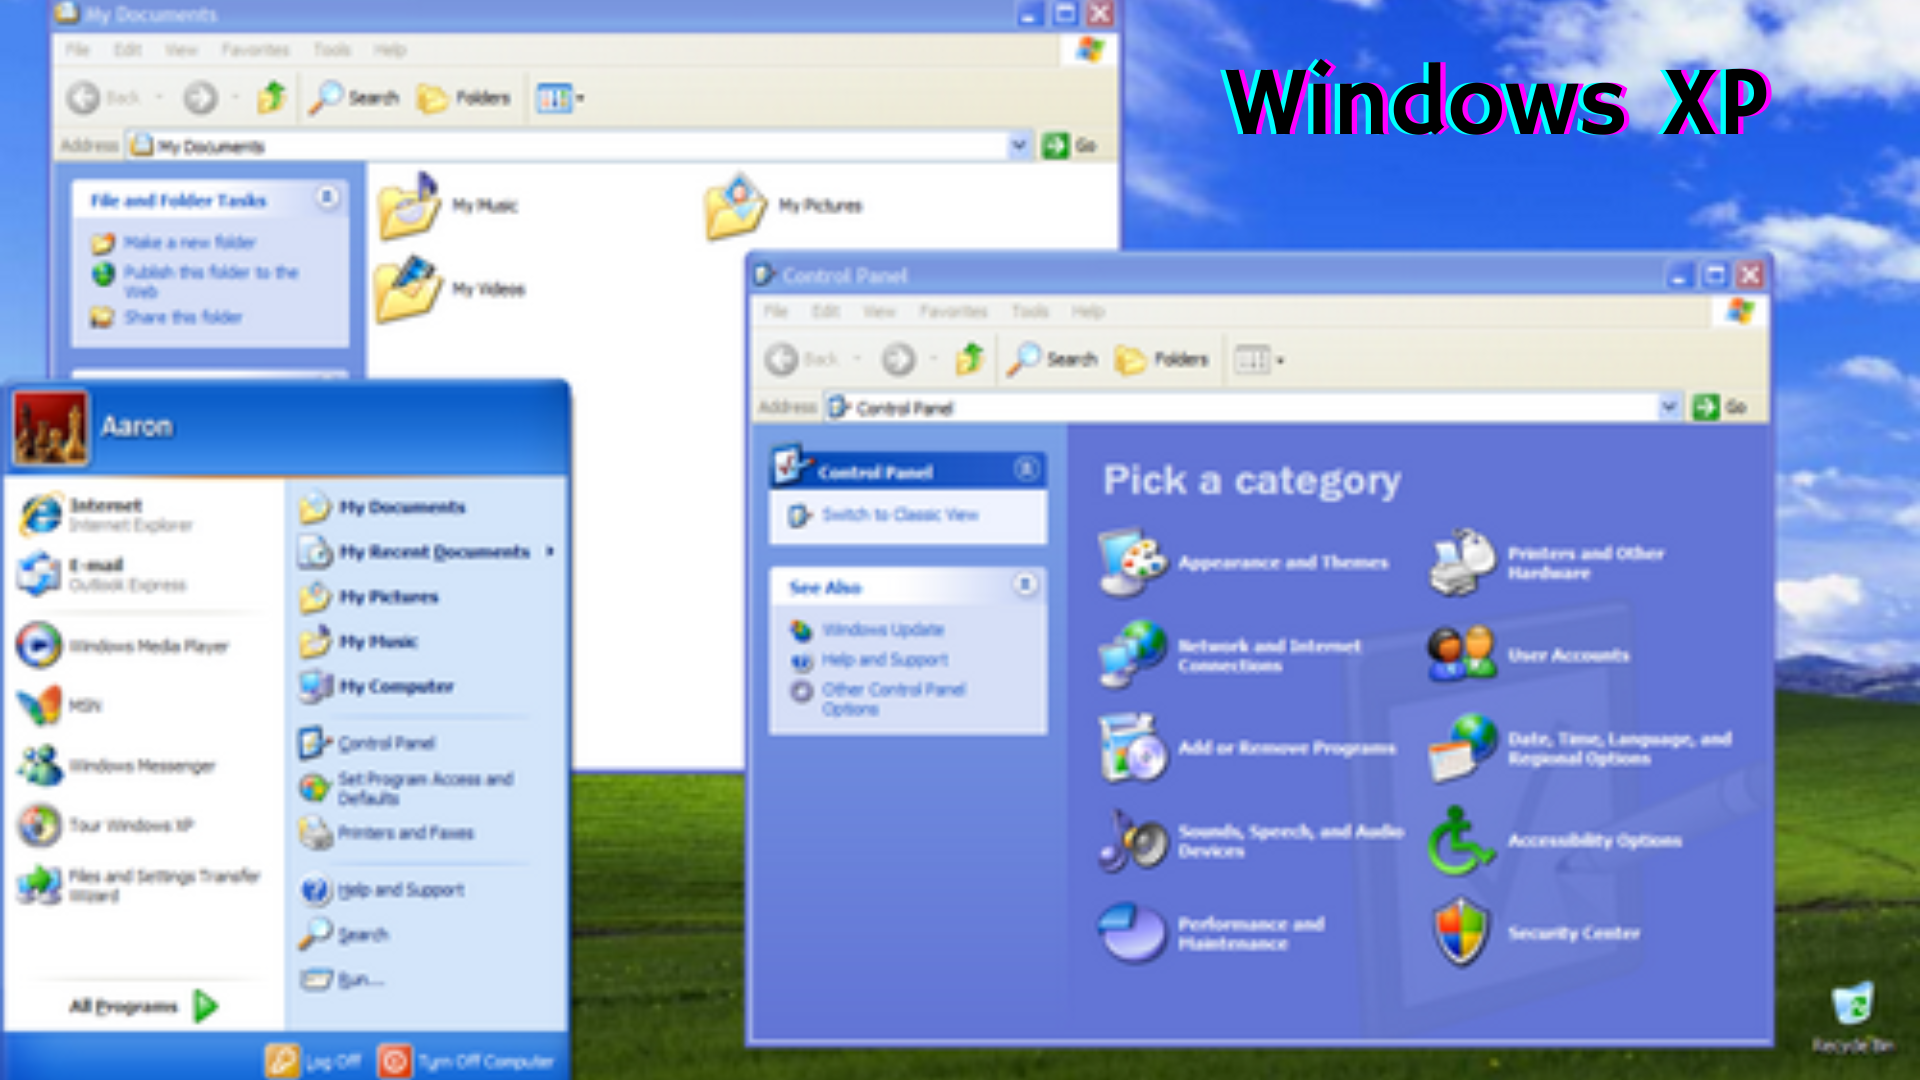 My Documents
File Edit View Favorites Tools Help
Back Search Folders
Address My Documents Go
File and Folder Tasks
Make a new folder
Publish this folder to the
Web
Share this folder
My Music
My Pictures
My Videos
Windows XP
Control Panel
File Edit View Favorites Tools Help
Back Search Folders
Address Control Panel Go
Control Panel
Switch to Classic View
See Also
Windows Update
Help and Support
Other Control Panel
Options
Pick a category
Appearance and Themes
Printers and Other
Hardware
Network and Internet
Connections
User Accounts
Add or Remove Programs
Date, Time, Language, and
Regional Options
Sounds, Speech, and Audio
Devices
Accessibility Options
Performance and
Maintenance
Security Center
Aaron
Internet
Internet Explorer
E-mail
Outlook Express
Windows Media Player
MSN
Windows Messenger
Tour Windows XP
Files and Settings Transfer
Wizard
All Programs
My Documents
My Recent Documents
My Pictures
My Music
My Computer
Control Panel
Set Program Access and
Defaults
Printers and Faxes
Help and Support
Search
Run...
Log Off
Turn Off Computer
Recycle Bin